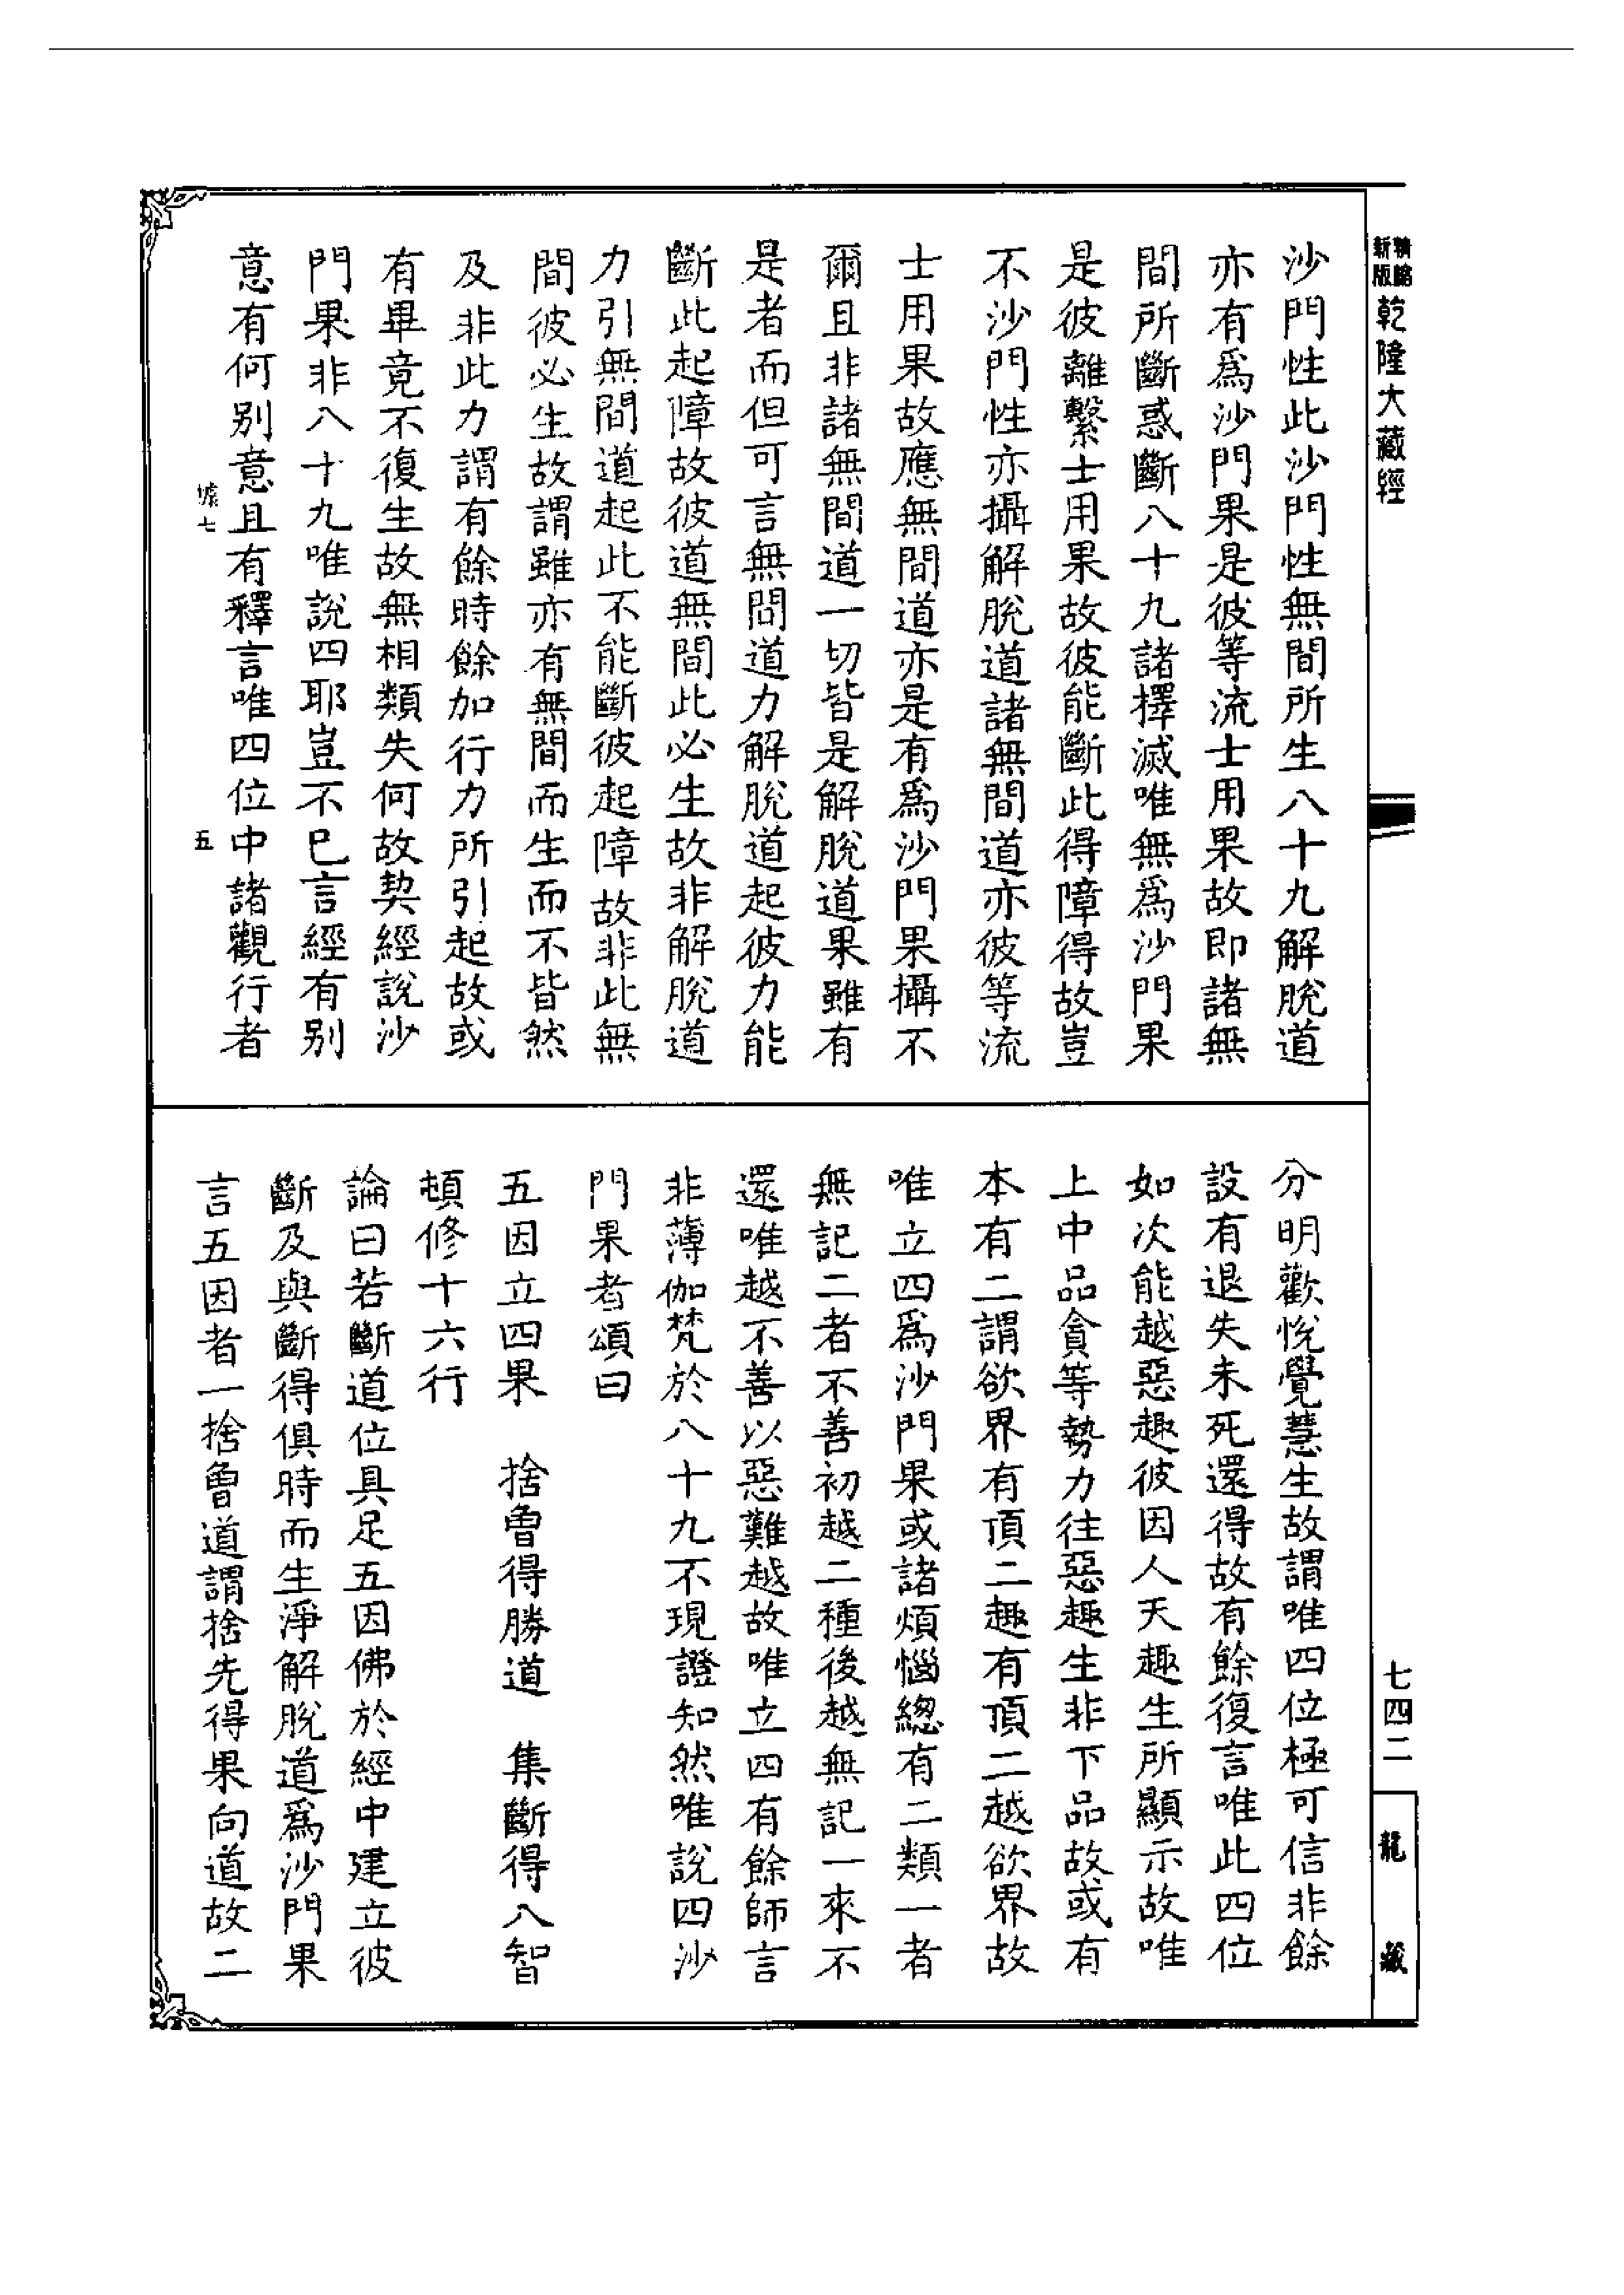 精縮新版乾隆大藏經
沙門性此沙門性無間所生八十九解脫道
亦有爲沙門果是彼等流士用果故即諸無
間所斷惑斷八十九諸擇滅唯無爲沙門果
是彼離繫士用果故彼能斷此得障得故豈
不沙門性亦攝解脫道諸無間道亦彼等流
士用果故應無間道亦是有爲沙門果攝不
爾且非諸無間道一切皆是解脫道果雖有
是者而但可言無間道力解脫道起彼力能
斷此起障故彼道無間此必生故非解脫道
力引無間道起此不能斷彼起障故非此無
間彼必生故謂雖亦有無間而生而不皆然
及非此力謂有餘時餘加行力所引起故或
有畢竟不復生故無相類失何故契經說沙
門果非八十九唯說四耶豈不巳言經有别
意有何别意且有釋言唯四位中諸觀行者
七
五
分明歡悅覺慧生故謂唯四位極可信非餘
設有退失未死還得故有餘復言唯此四位
如次能越惡趣彼因人天趣生所顯示故唯
上中品貪等勢力往惡趣生非下品故或有
本有二謂欲界有頂二趣有頂二越欲界故
唯立四爲沙門果或諸煩惱總有二類一者
無記二者不善初越二種後越無記一來不
還唯越不善以惡難越故唯立四有餘師言
非薄伽梵於八十九不現證知然唯說四沙
門果者頌曰
五因立四果　捨曾得勝道　集斷得八智
頓修十六行
論曰若斷道位具足五因佛於經中建立彼
斷及與斷得俱時而生淨解脫道爲沙門果
言五因者一捨曾道謂捨先得果向道故二
七四二
龍藏